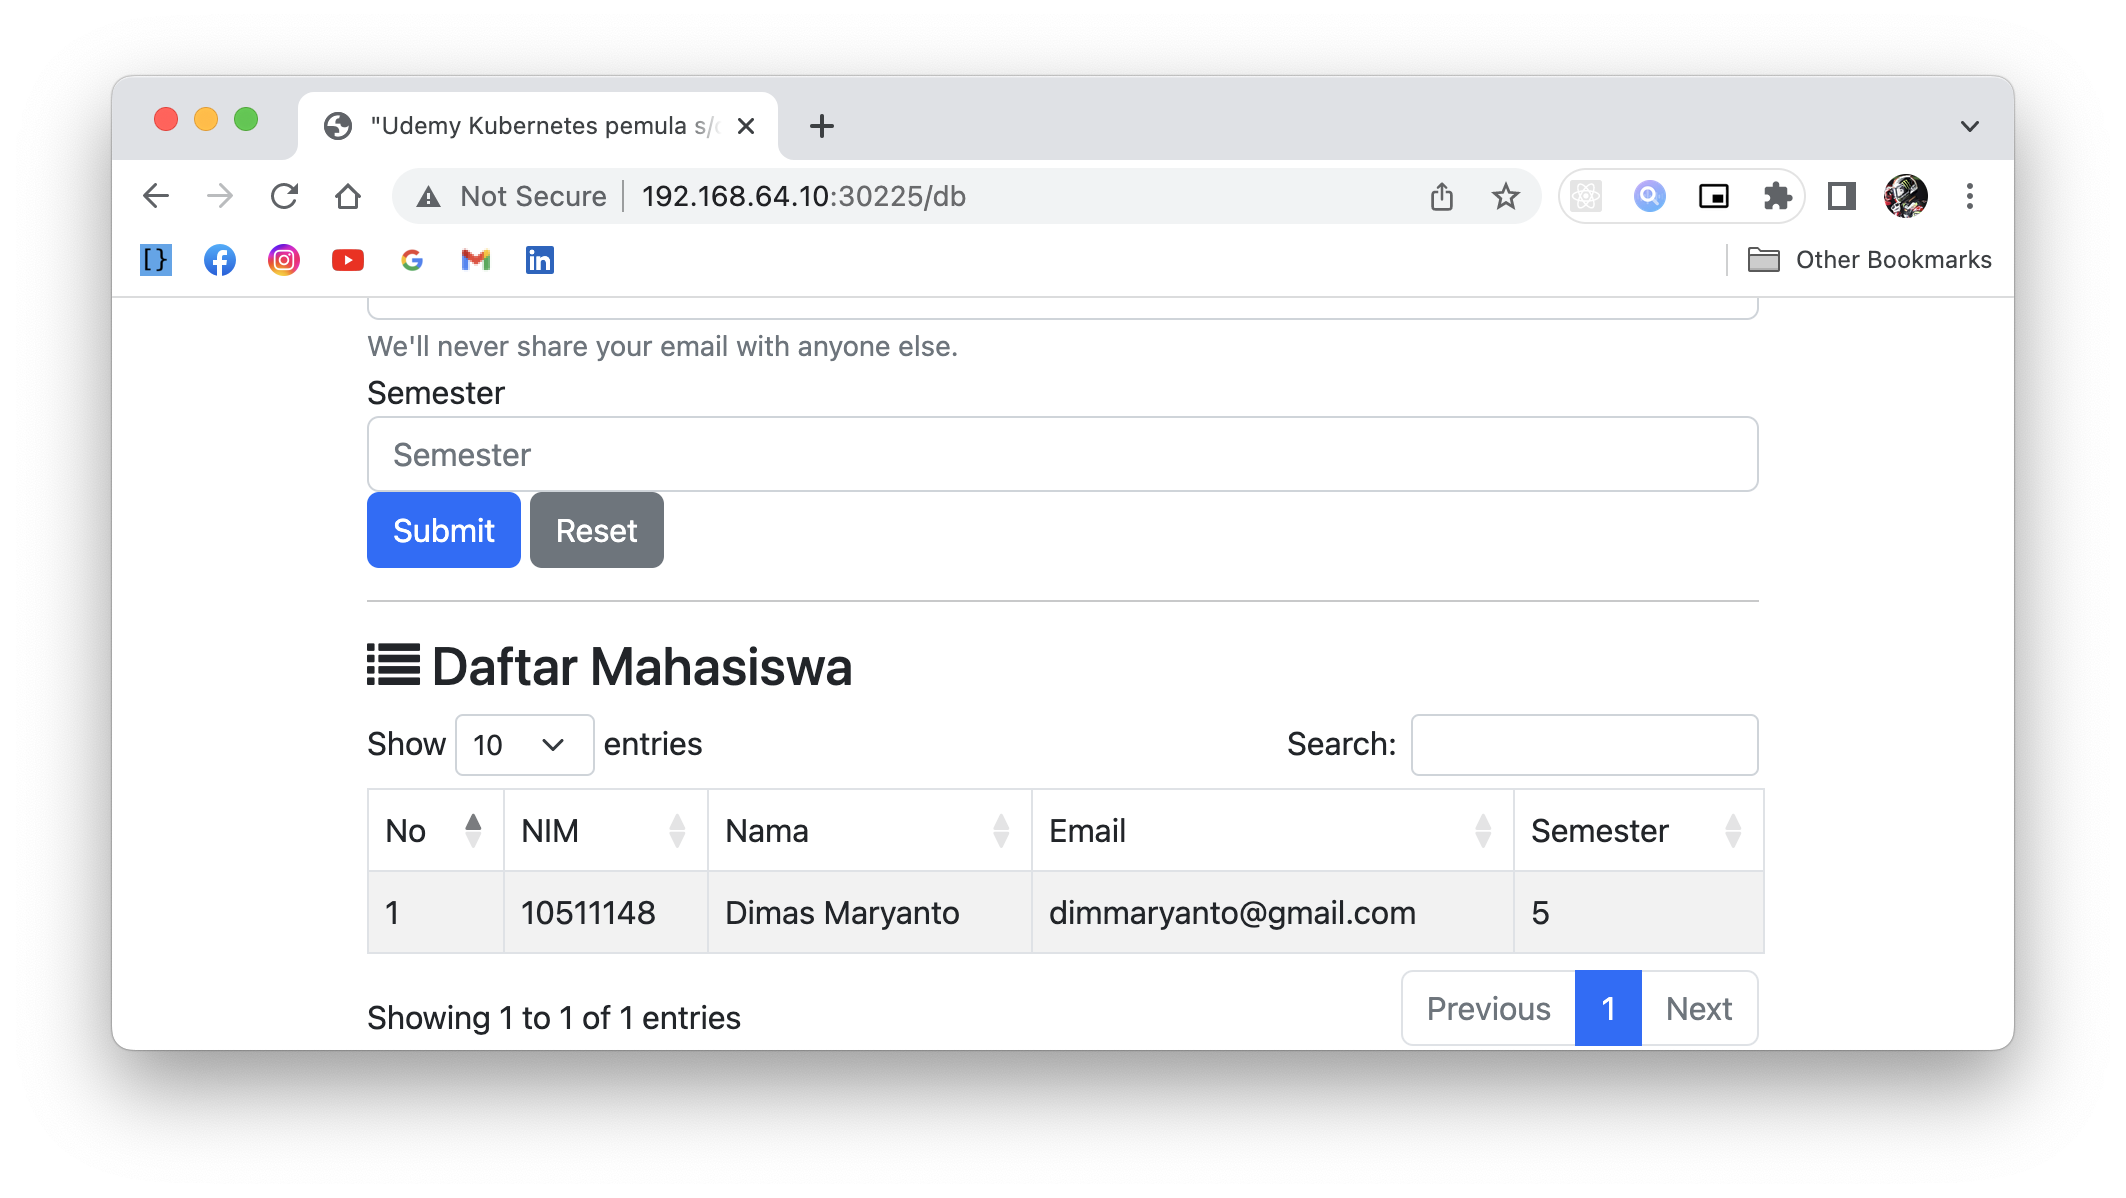 "Udemy Kubernetes pemula s/
Not Secure 192.168.64.10:30225/db
Other Bookmarks
We'll never share your email with anyone else.
Semester
Semester
Submit Reset
Daftar Mahasiswa
Show 10 entries Search:
No NIM Nama Email Semester
1 10511148 Dimas Maryanto dimmaryanto@gmail.com 5
Showing 1 to 1 of 1 entries
Previous 1 Next